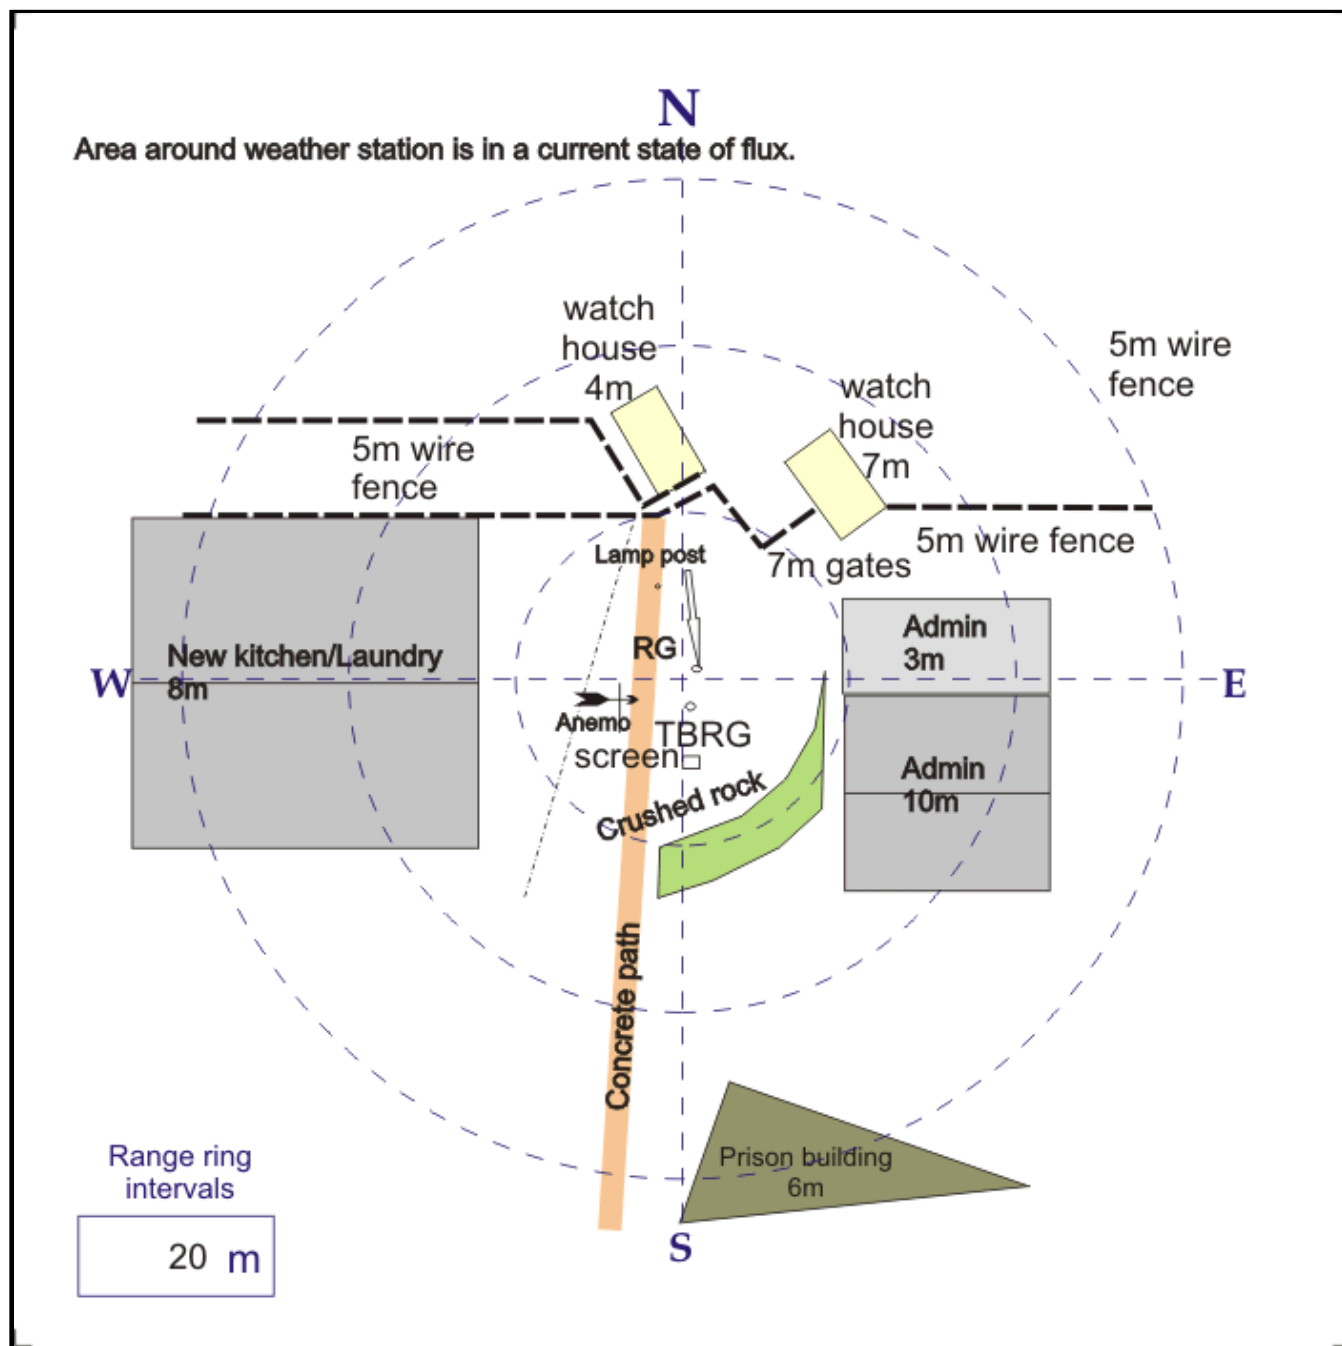 N
Area around weather station is in a current state of flux.
watch
house
4m
5m wire
fence
watch
house
7m
5m wire
fence
5m wire fence
Lamp post
7m gates
RG
Admin
3m
New kitchen/Laundry
8m
W
E
Anemo
TBRG
screen
Admin
10m
Crushed rock
Concrete path
Prison building
6m
Range ring
intervals
20 m
S